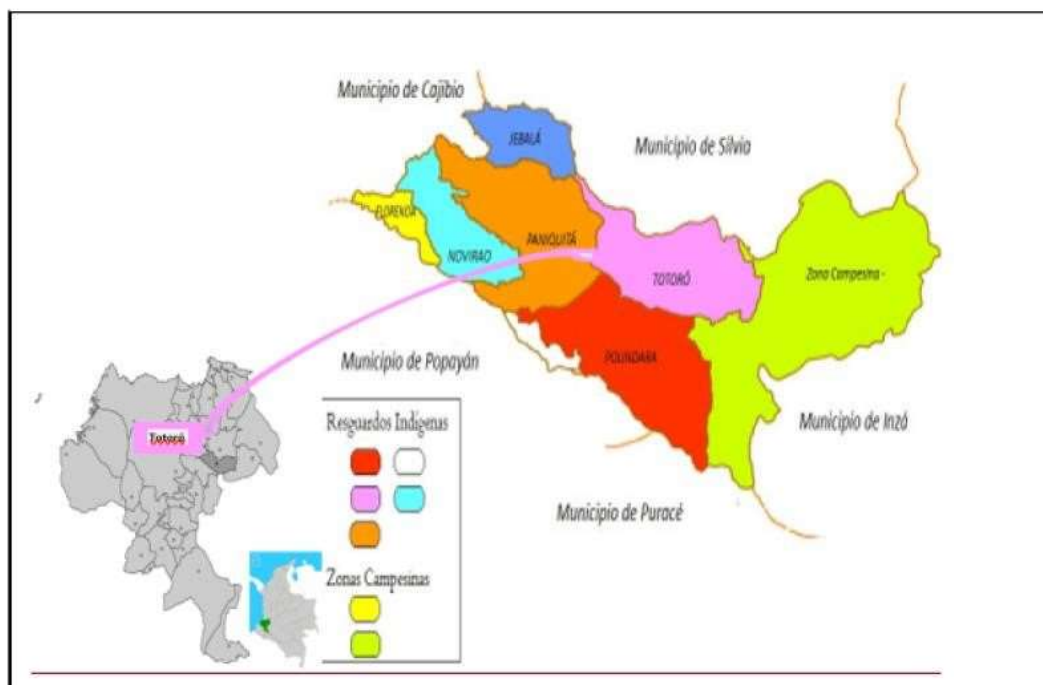 Municipio de Cajibio
JEBALÁ
Municipio de Silvia
FLORENCIA
PANIQUITÁ
NOVIRAO
TOTORÓ
Zona Campesina -
POLINDARA
Municipio de Popayán
Municipio de Inzá
Totoró
Resguardos Indígenas
Municipio de Puracé
Zonas Campesinas